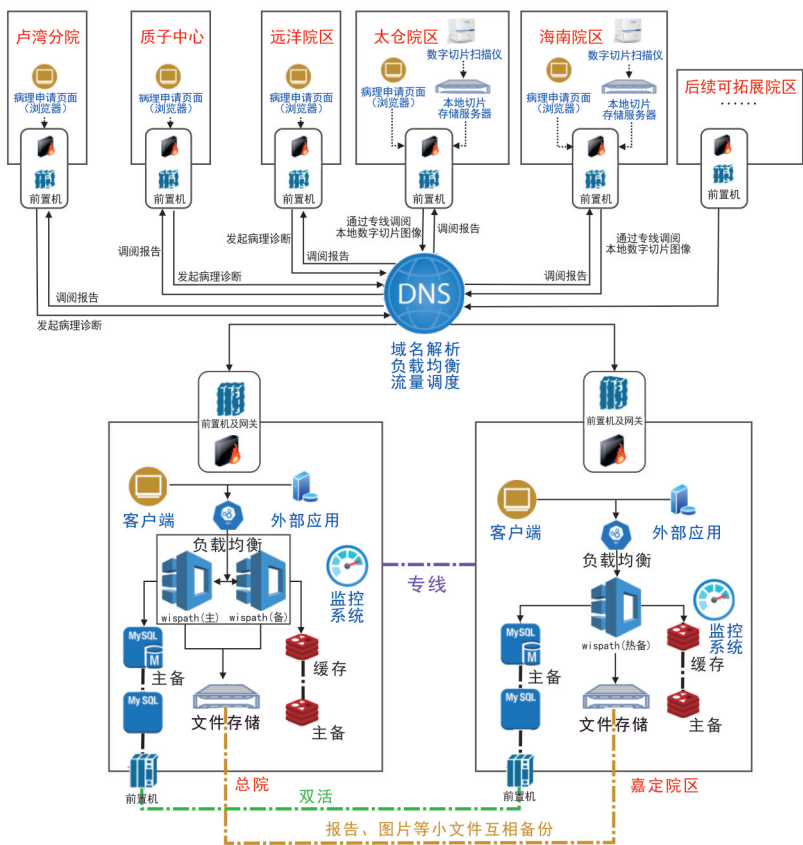 卢湾分院
质子中心
远洋院区
太仓院区
海南院区
后续可拓展院区
……
数字切片扫描仪
数字切片扫描仪
病理申请页面
（浏览器）
病理申请页面
（浏览器）
病理申请页面
（浏览器）
病理申请页面
（浏览器）
本地切片
存储服务器
病理申请页面
（浏览器）
本地切片
存储服务器
前置机
前置机
前置机
前置机
前置机
前置机
调阅报告
发起病理诊断
发起病理诊断
调阅报告
通过专线调阅
本地数字切片图像
调阅报告
调阅报告
通过专线调阅
本地数字切片图像
调阅报告
发起病理诊断
DNS
域名解析
负载均衡
流量调度
前置机及网关
前置机及网关
客户端
外部应用
负载均衡
wispath(主)
wispath(备)
监控
系统
MySQL
M
主备
缓存
My SQL
文件存储
主备
前置机
总院
专线
客户端
外部应用
负载均衡
wispath(热备)
监控
系统
MySQL
M
主备
缓存
My SQL
文件存储
主备
前置机
嘉定院区
双活
报告、图片等小文件互相备份